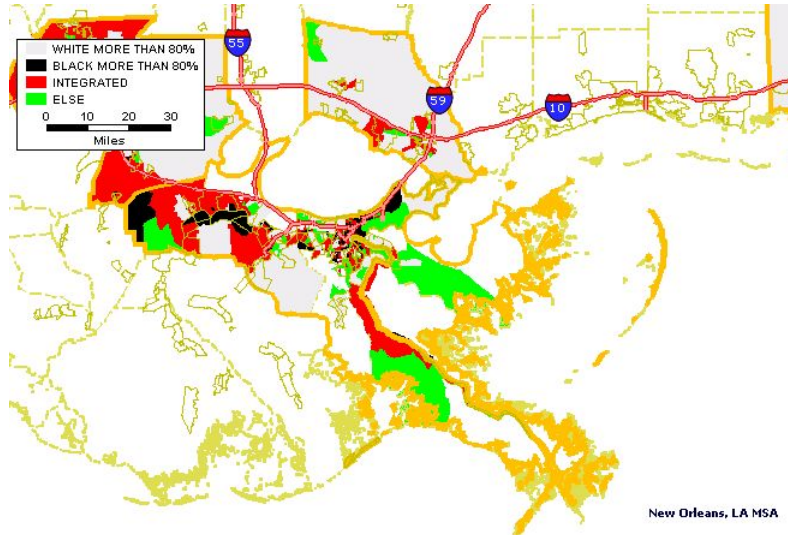 WHITE MORE THAN 80%
BLACK MORE THAN 80%
INTEGRATED
ELSE
0 10 20 30
Miles
55
59
10
New Orleans, LA MSA